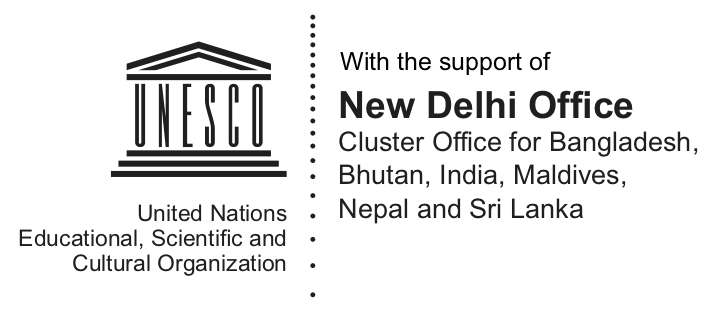 UNESCO
United Nations
Educational, Scientific and
Cultural Organization
With the support of
New Delhi Office
Cluster Office for Bangladesh,
Bhutan, India, Maldives,
Nepal and Sri Lanka